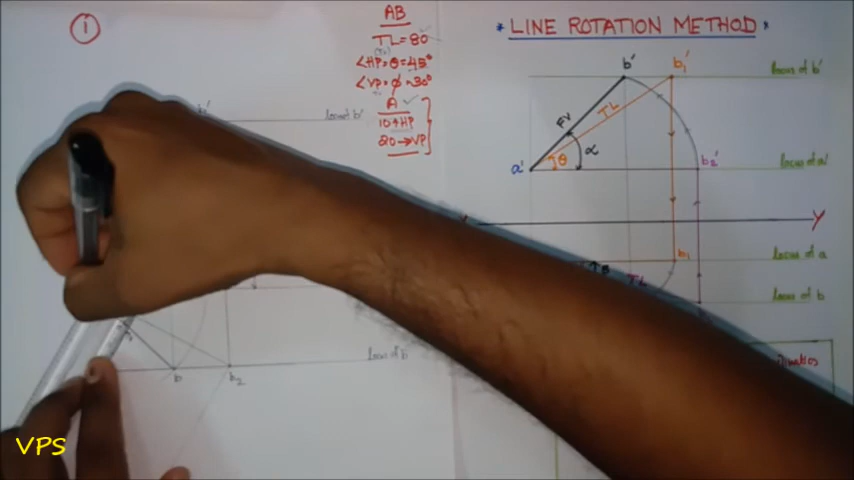 1
AB
TL=80
∠HP=θ=45°
∠VP=ϕ=30°
A
10↑HP
20→VP
* LINE ROTATION METHOD *
b'
b1'
locus of b'
FV
TL
a'
θ
α
b2'
locus of a'
Y
b1
locus of a
TL
locus of b
b1'
locus of b'
locus of b
b
b2
VPS